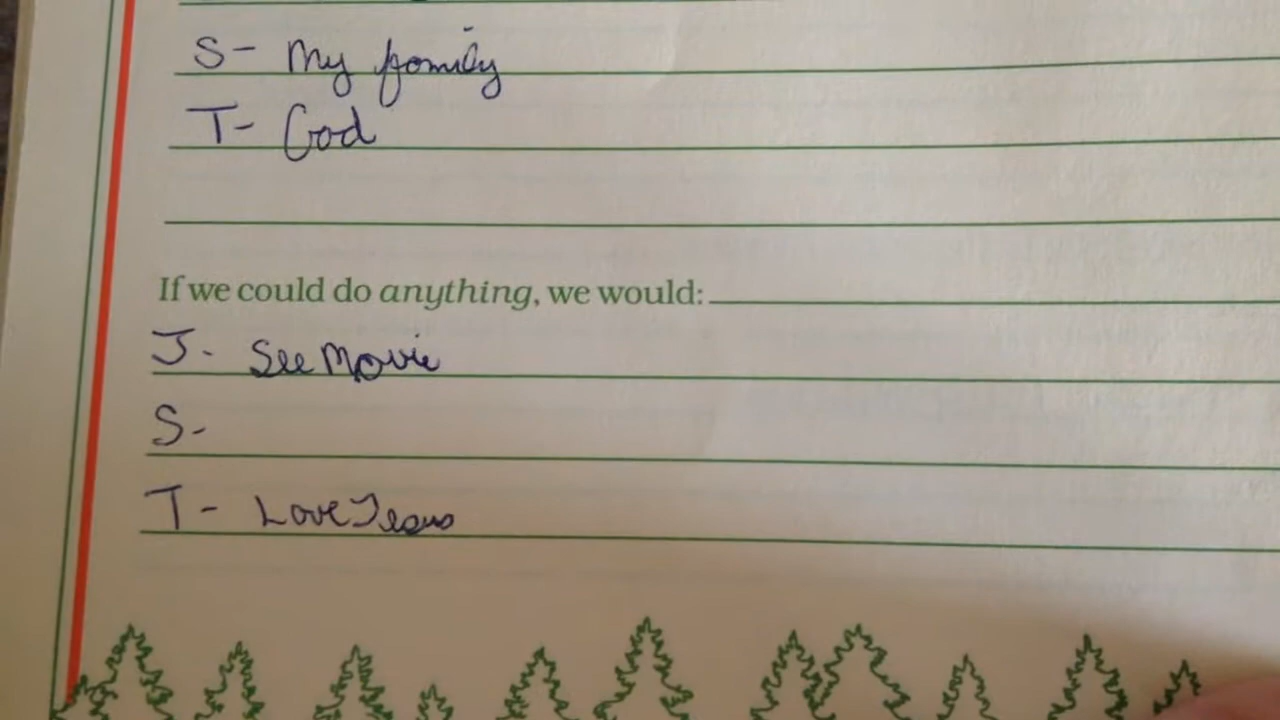 S- My family
T- God
If we could do anything, we would:
J- See Movie
S-
T- Love Jesus